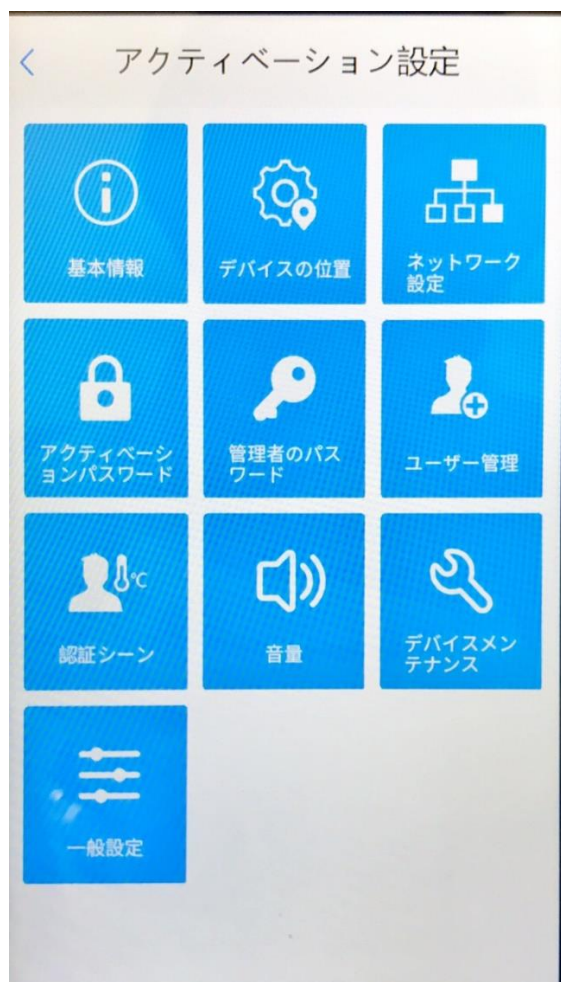 アクティベーション設定
基本情報
デバイスの位置
ネットワーク
設定
アクティベーシ
ョンパスワード
管理者のパス
ワード
ユーザー管理
℃
認証シーン
音量
デバイスメン
テナンス
一般設定